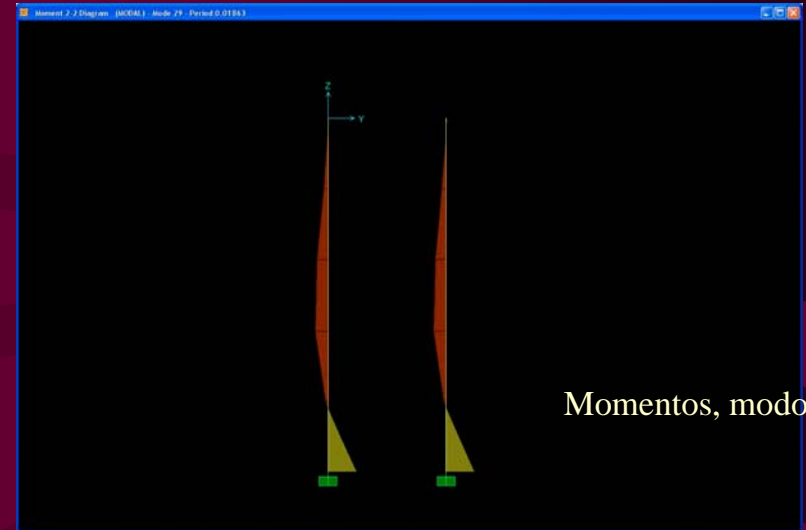 Moment 2-2 Diagram (MODAL) - Mode 29 - Period 0.01863
Z
Y
Momentos, modo